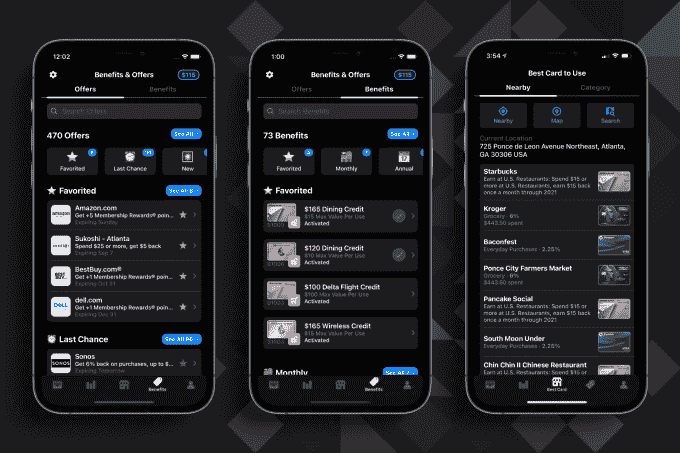 12:02
Benefits & Offers
$115
Offers
Benefits
Search Offers
470 Offers
See All
Favorited
Last Chance
New
Favorited
See All 8
Amazon.com
Get +5 Membership Rewards® poin...
Expiring Sunday
Sukoshi - Atlanta
Spend $25 or more, get $5 back
Expiring Sep
BestBuy.com®
Get +1 Membership Rewards® poin...
Expiring Oct 31
DELL
dell.com
Get +1 Membership Rewards® poin...
Expiring Dec 31
Last Chance
See All
SONOS
Sonos
Get 6% back on purchases, up to $...
Expiring Tomorrow
Benefits
1:00
Benefits & Offers
$115
Offers
Benefits
Search Benefits
73 Benefits
See All
Favorited
Monthly
Annual
Favorited
$165 Dining Credit
$15 Max Value Per Use
Activated
$120 Dining Credit
$10 Max Value Per Use
Activated
$100 Delta Flight Credit
$100 Max Value Per Use
Activated
$165 Wireless Credit
$15 Max Value Per Use
Activated
Monthly
See All
Benefits
3:54
Best Card to Use
Nearby
Category
Nearby
Map
Search
Current Location
725 Ponce de Leon Avenue Northeast, Atlanta,
GA 30308 USA
Starbucks
Earn at U.S. Restaurants: Spend $15 or
more at U.S. Restaurants, earn $15 back
once a month through 2021
Kroger
Grocery - 6%
$443.50 spent
Baconfest
Everyday Purchases - 2.25%
Ponce City Farmers Market
Grocery - 6%
$443.50 spent
Pancake Social
Earn at U.S. Restaurants: Spend $15 or
more at U.S. Restaurants, earn $15 back
once a month through 2021
South Moon Under
Everyday Purchases - 2.25%
Chin Chin II Chinese Restaurant
Earn at U.S. Restaurants: Spend $15 or
more at U.S. Restaurants, earn $15 back
Best Card